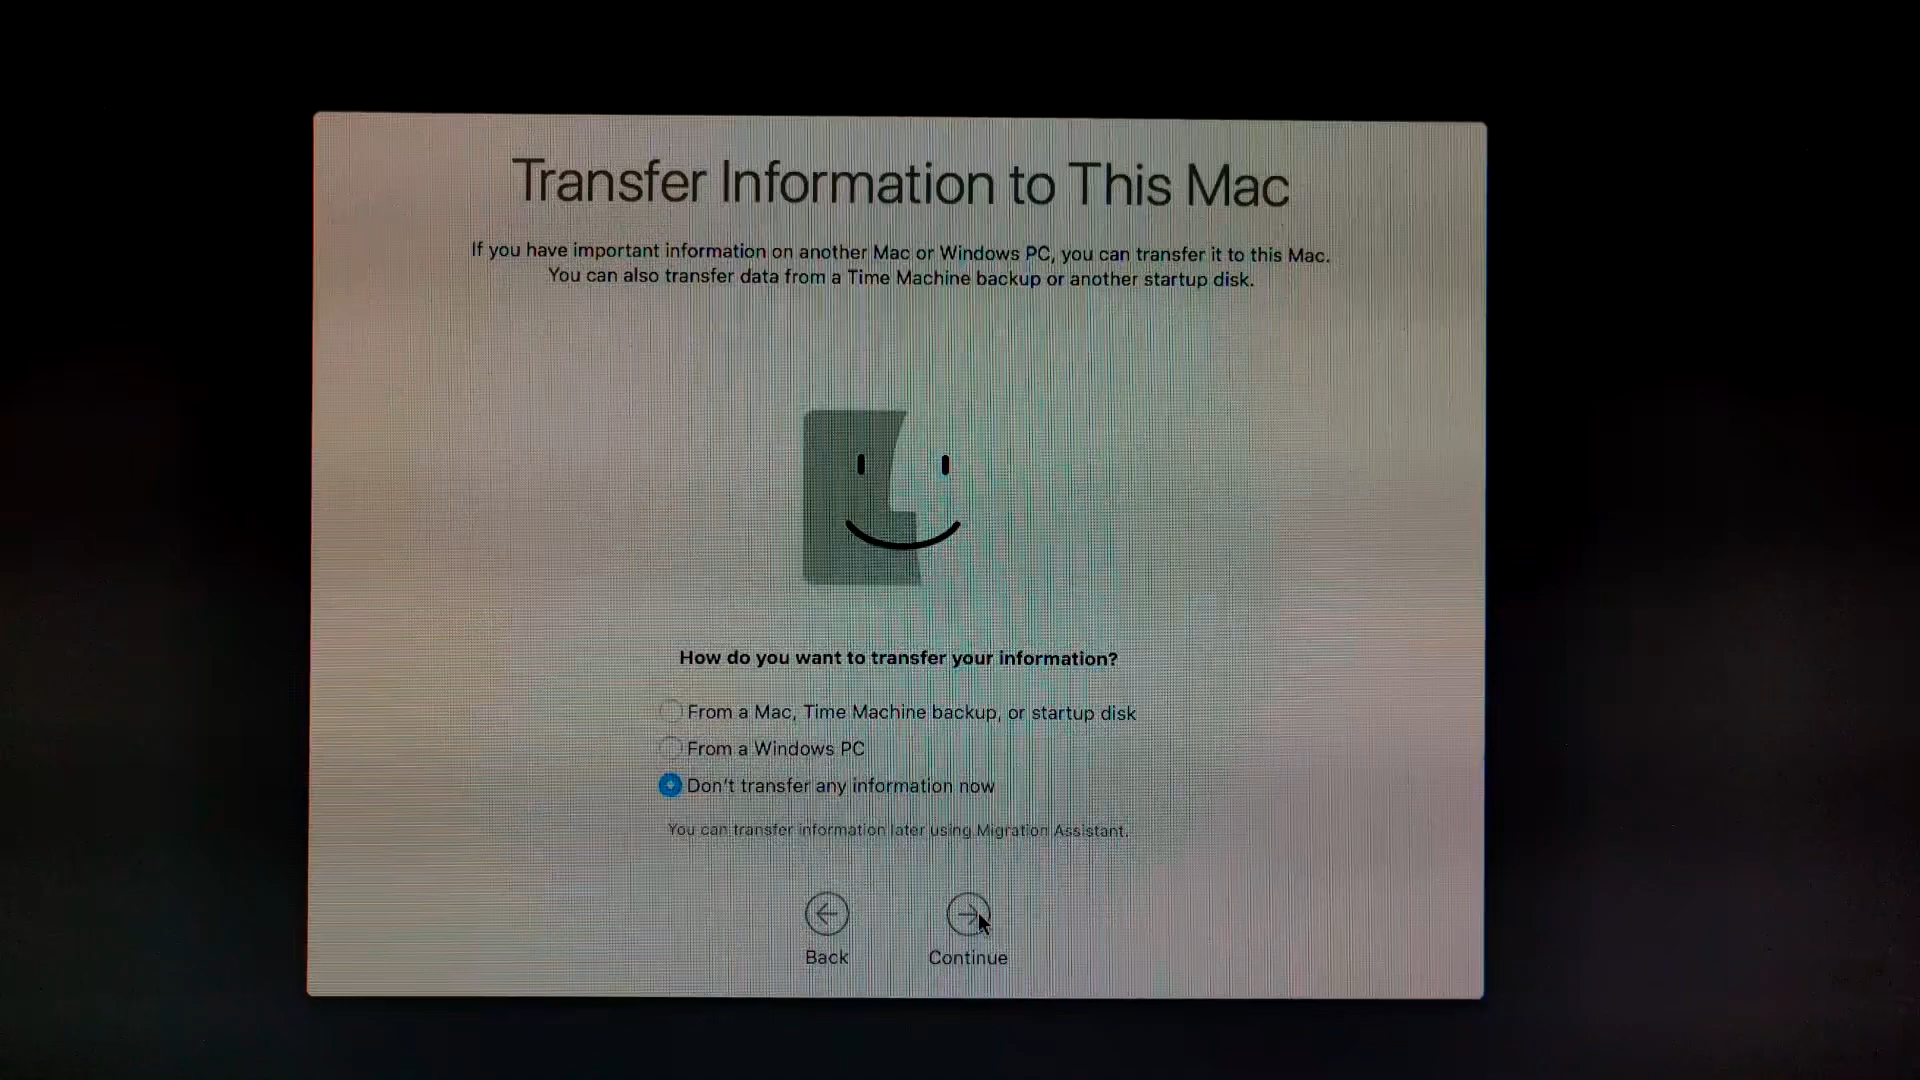 Transfer Information to This Mac
If you have important information on another Mac or Windows PC, you can transfer it to this Mac.
You can also transfer data from a Time Machine backup or another startup disk.
How do you want to transfer your information?
From a Mac, Time Machine backup, or startup disk
From a Windows PC
Don't transfer any information now
You can transfer information later using Migration Assistant.
Back
Continue